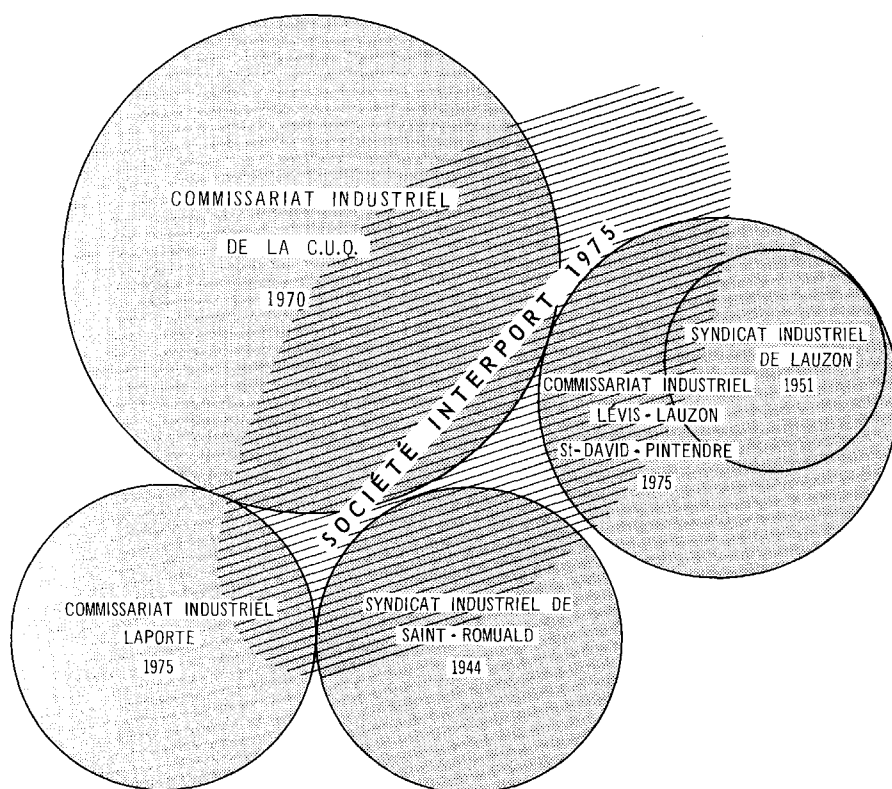 COMMISSARIAT INDUSTRIEL
DE LA C.U.Q.
1970
SOCIÉTÉ INTERPORT 1975
SYNDICAT INDUSTRIEL
DE LAUZON
1951
COMMISSARIAT INDUSTRIEL
LÉVIS - LAUZON
St-DAVID - PINTENDRE
1975
COMMISSARIAT INDUSTRIEL
LAPORTE
1975
SYNDICAT INDUSTRIEL DE
SAINT - ROMUALD
1944